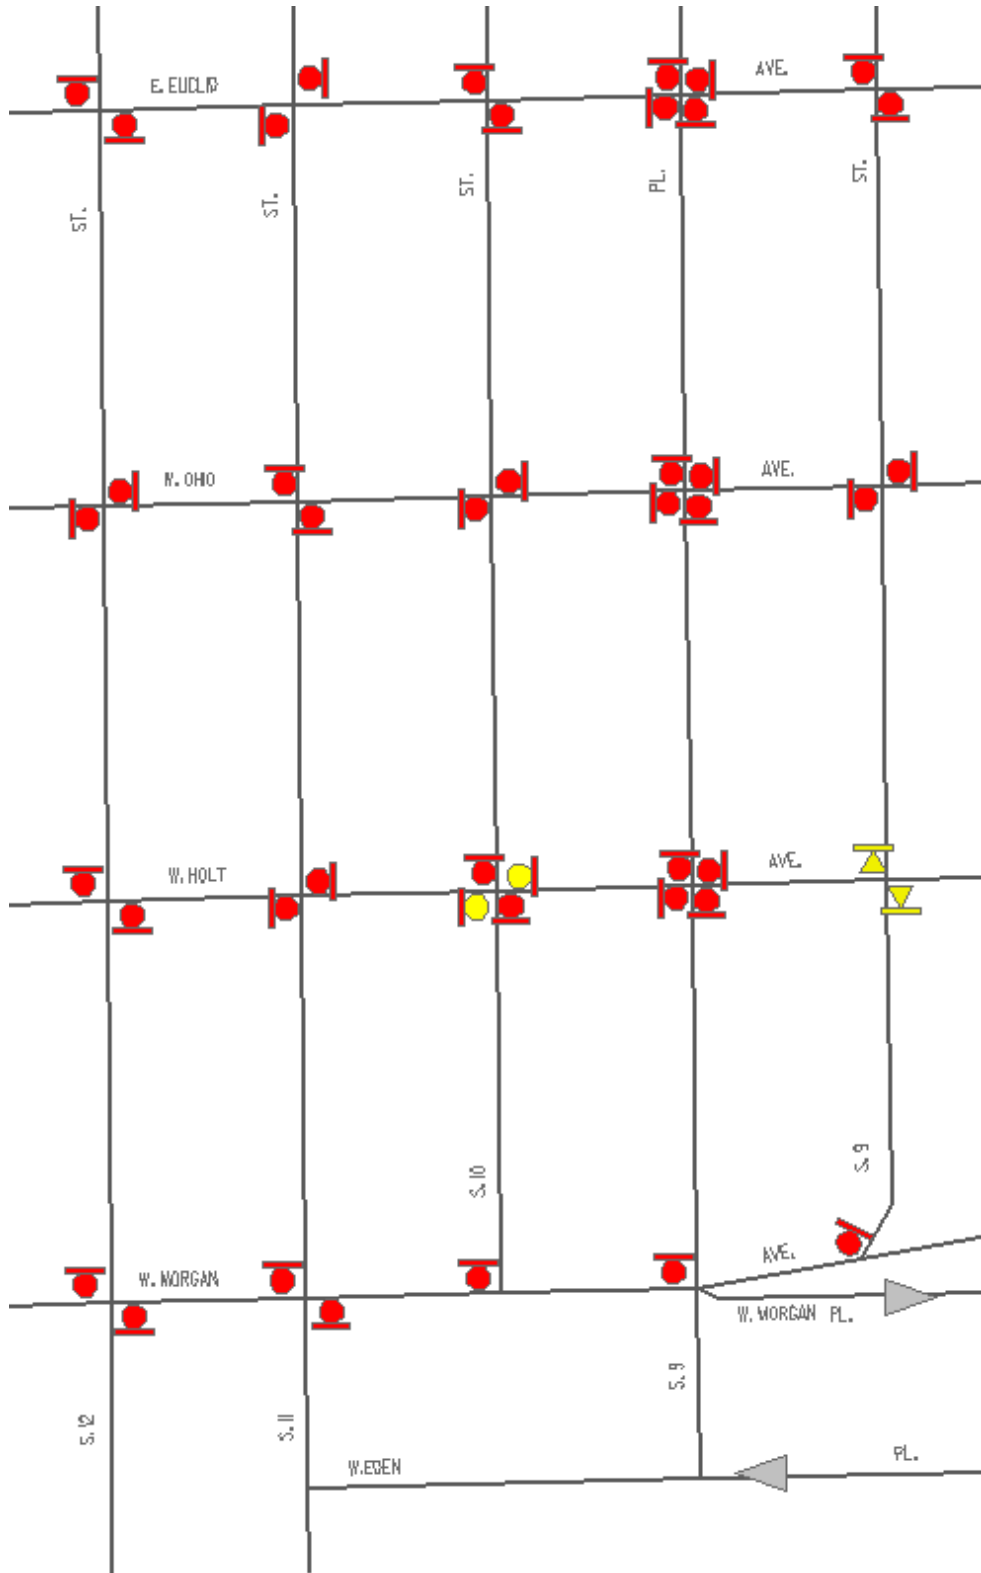 E. EUCLID AVE.
ST. ST. ST. PL. ST.
W. OHIO AVE.
W. HOLT AVE.
S. 10
S. 9
W. MORGAN AVE.
W. MORGAN PL.
S. 9
S. 12
S. 11
W. EDEN PL.